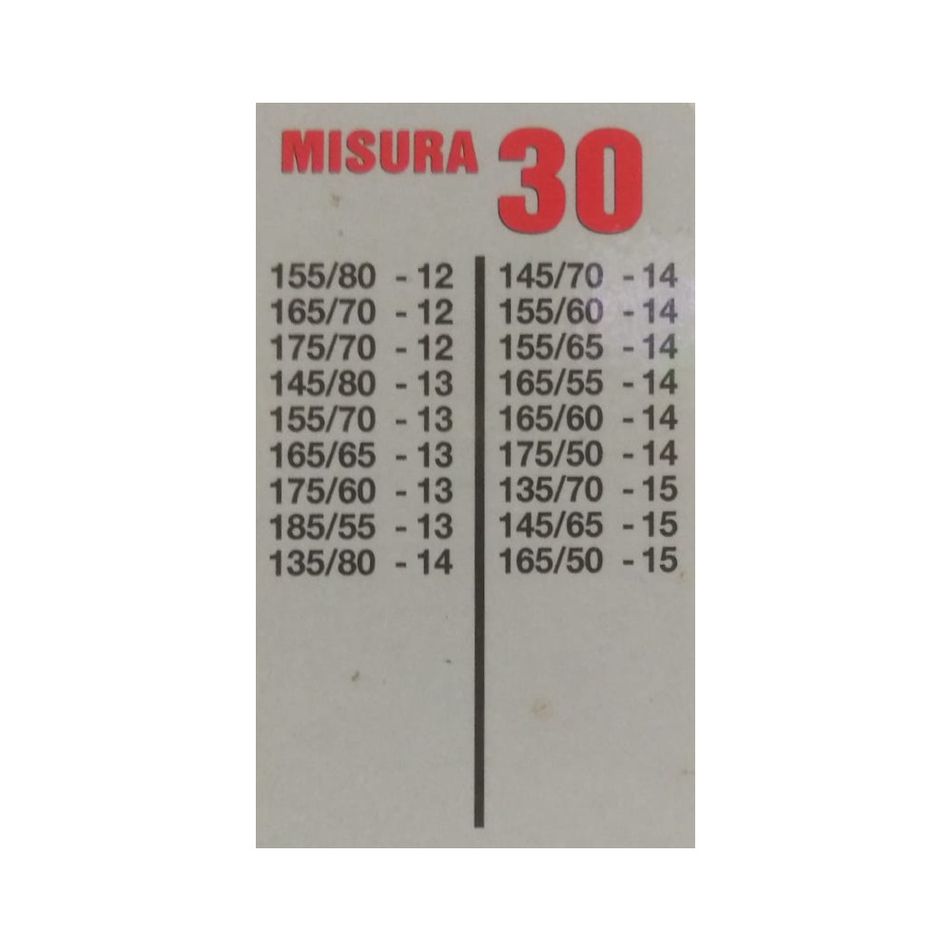 MISURA 30
155/80 - 12
165/70 - 12
175/70 - 12
145/80 - 13
155/70 - 13
165/65 - 13
175/60 - 13
185/55 - 13
135/80 - 14
145/70 - 14
155/60 - 14
155/65 - 14
165/55 - 14
165/60 - 14
175/50 - 14
135/70 - 15
145/65 - 15
165/50 - 15